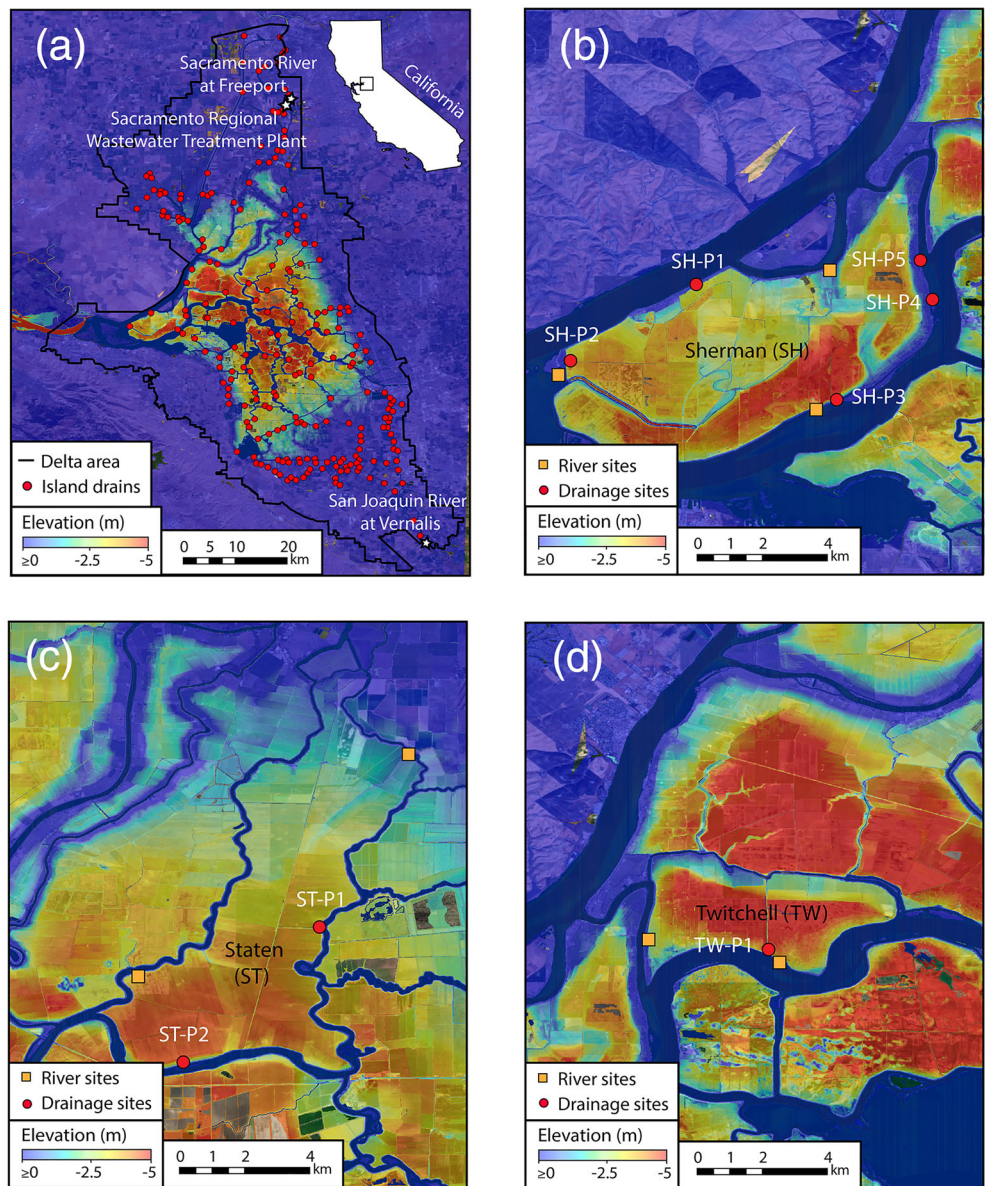 (a)
Sacramento River
at Freeport
Sacramento Regional
Wastewater Treatment Plant
California
San Joaquin River
at Vernalis
Delta area
Island drains
Elevation (m)
≥0 -2.5 -5
0 5 10 20
km
(b)
SH-P1
SH-P5
SH-P4
SH-P2
Sherman (SH)
SH-P3
River sites
Drainage sites
Elevation (m)
≥0 -2.5 -5
0 1 2 4
km
(c)
ST-P1
Staten
(ST)
ST-P2
River sites
Drainage sites
Elevation (m)
≥0 -2.5 -5
0 1 2 4
km
(d)
Twitchell (TW)
TW-P1
River sites
Drainage sites
Elevation (m)
≥0 -2.5 -5
0 1 2 4
km